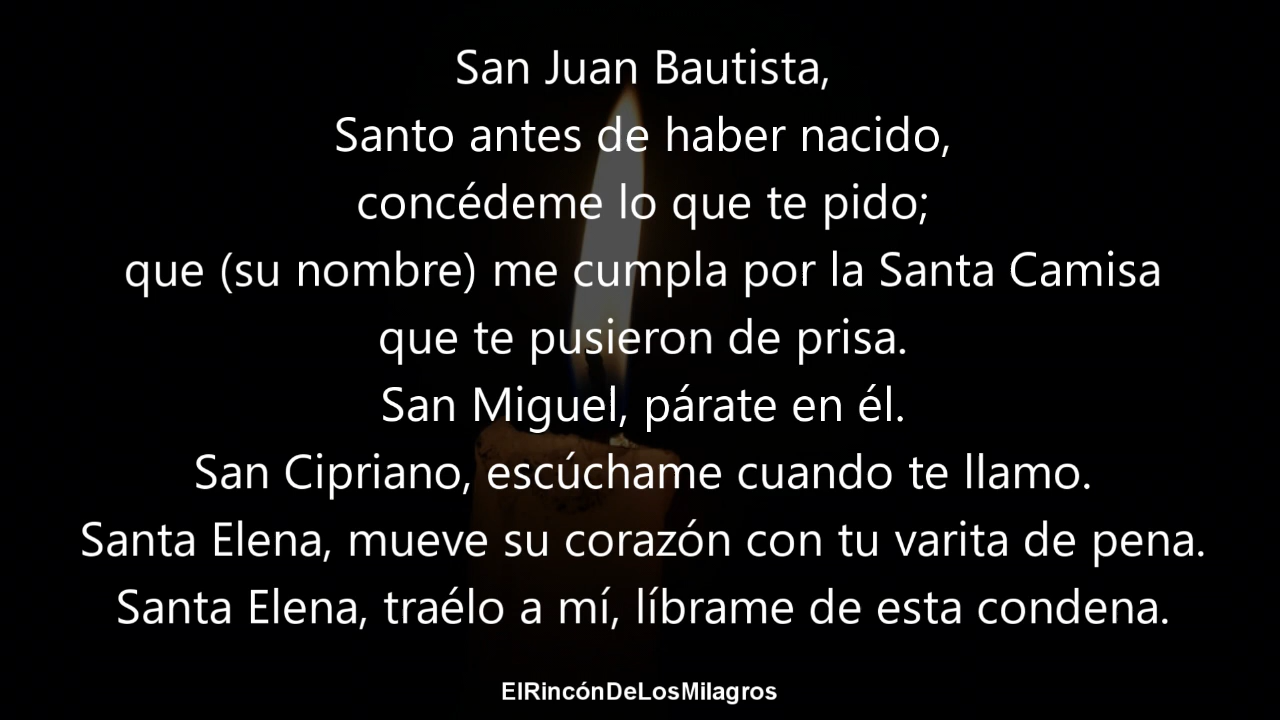 San Juan Bautista,
Santo antes de haber nacido,
concédeme lo que te pido;
que (su nombre) me cumpla por la Santa Camisa
que te pusieron de prisa.
San Miguel, párate en él.
San Cipriano, escúchame cuando te llamo.
Santa Elena, mueve su corazón con tu varita de pena.
Santa Elena, traélo a mí, líbrame de esta condena.
ElRincónDeLosMilagros